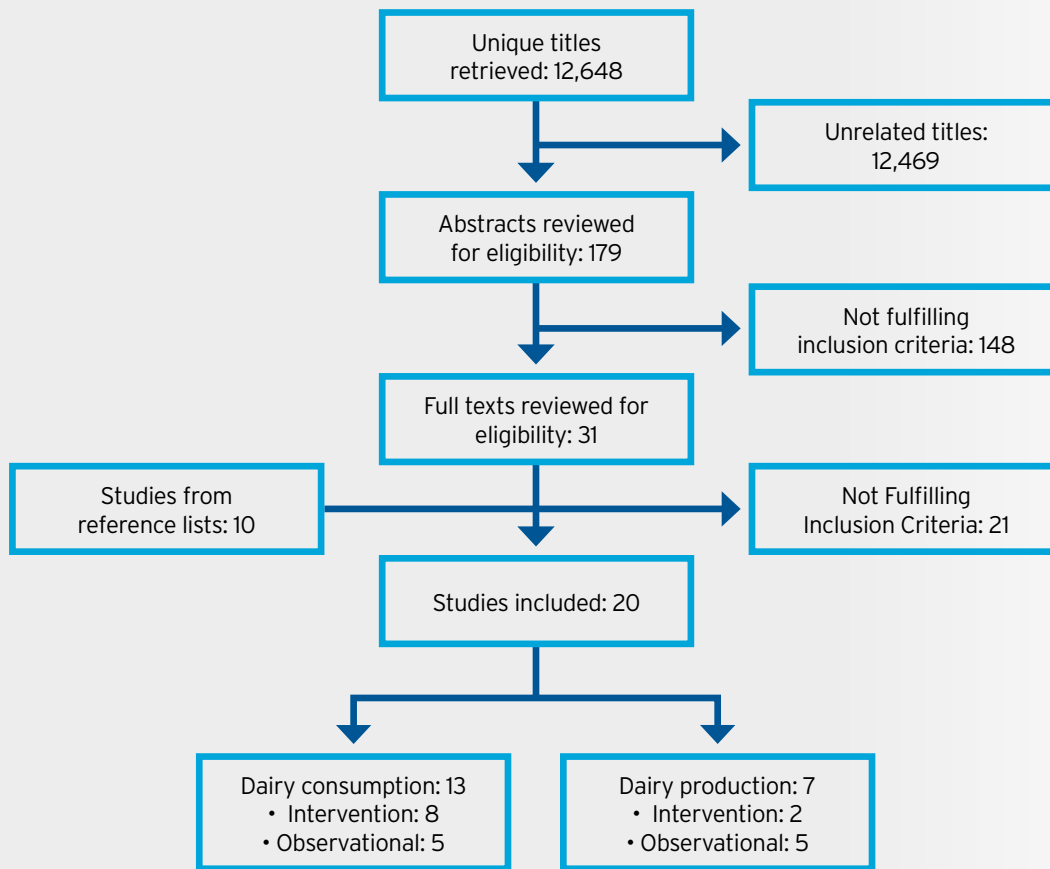 Unique titles
retrieved: 12,648
Unrelated titles:
12,469
Abstracts reviewed
for eligibility: 179
Not fulfilling
inclusion criteria: 148
Full texts reviewed for
eligibility: 31
Studies from
reference lists: 10
Not Fulfilling
Inclusion Criteria: 21
Studies included: 20
Dairy consumption: 13
• Intervention: 8
• Observational: 5
Dairy production: 7
• Intervention: 2
• Observational: 5